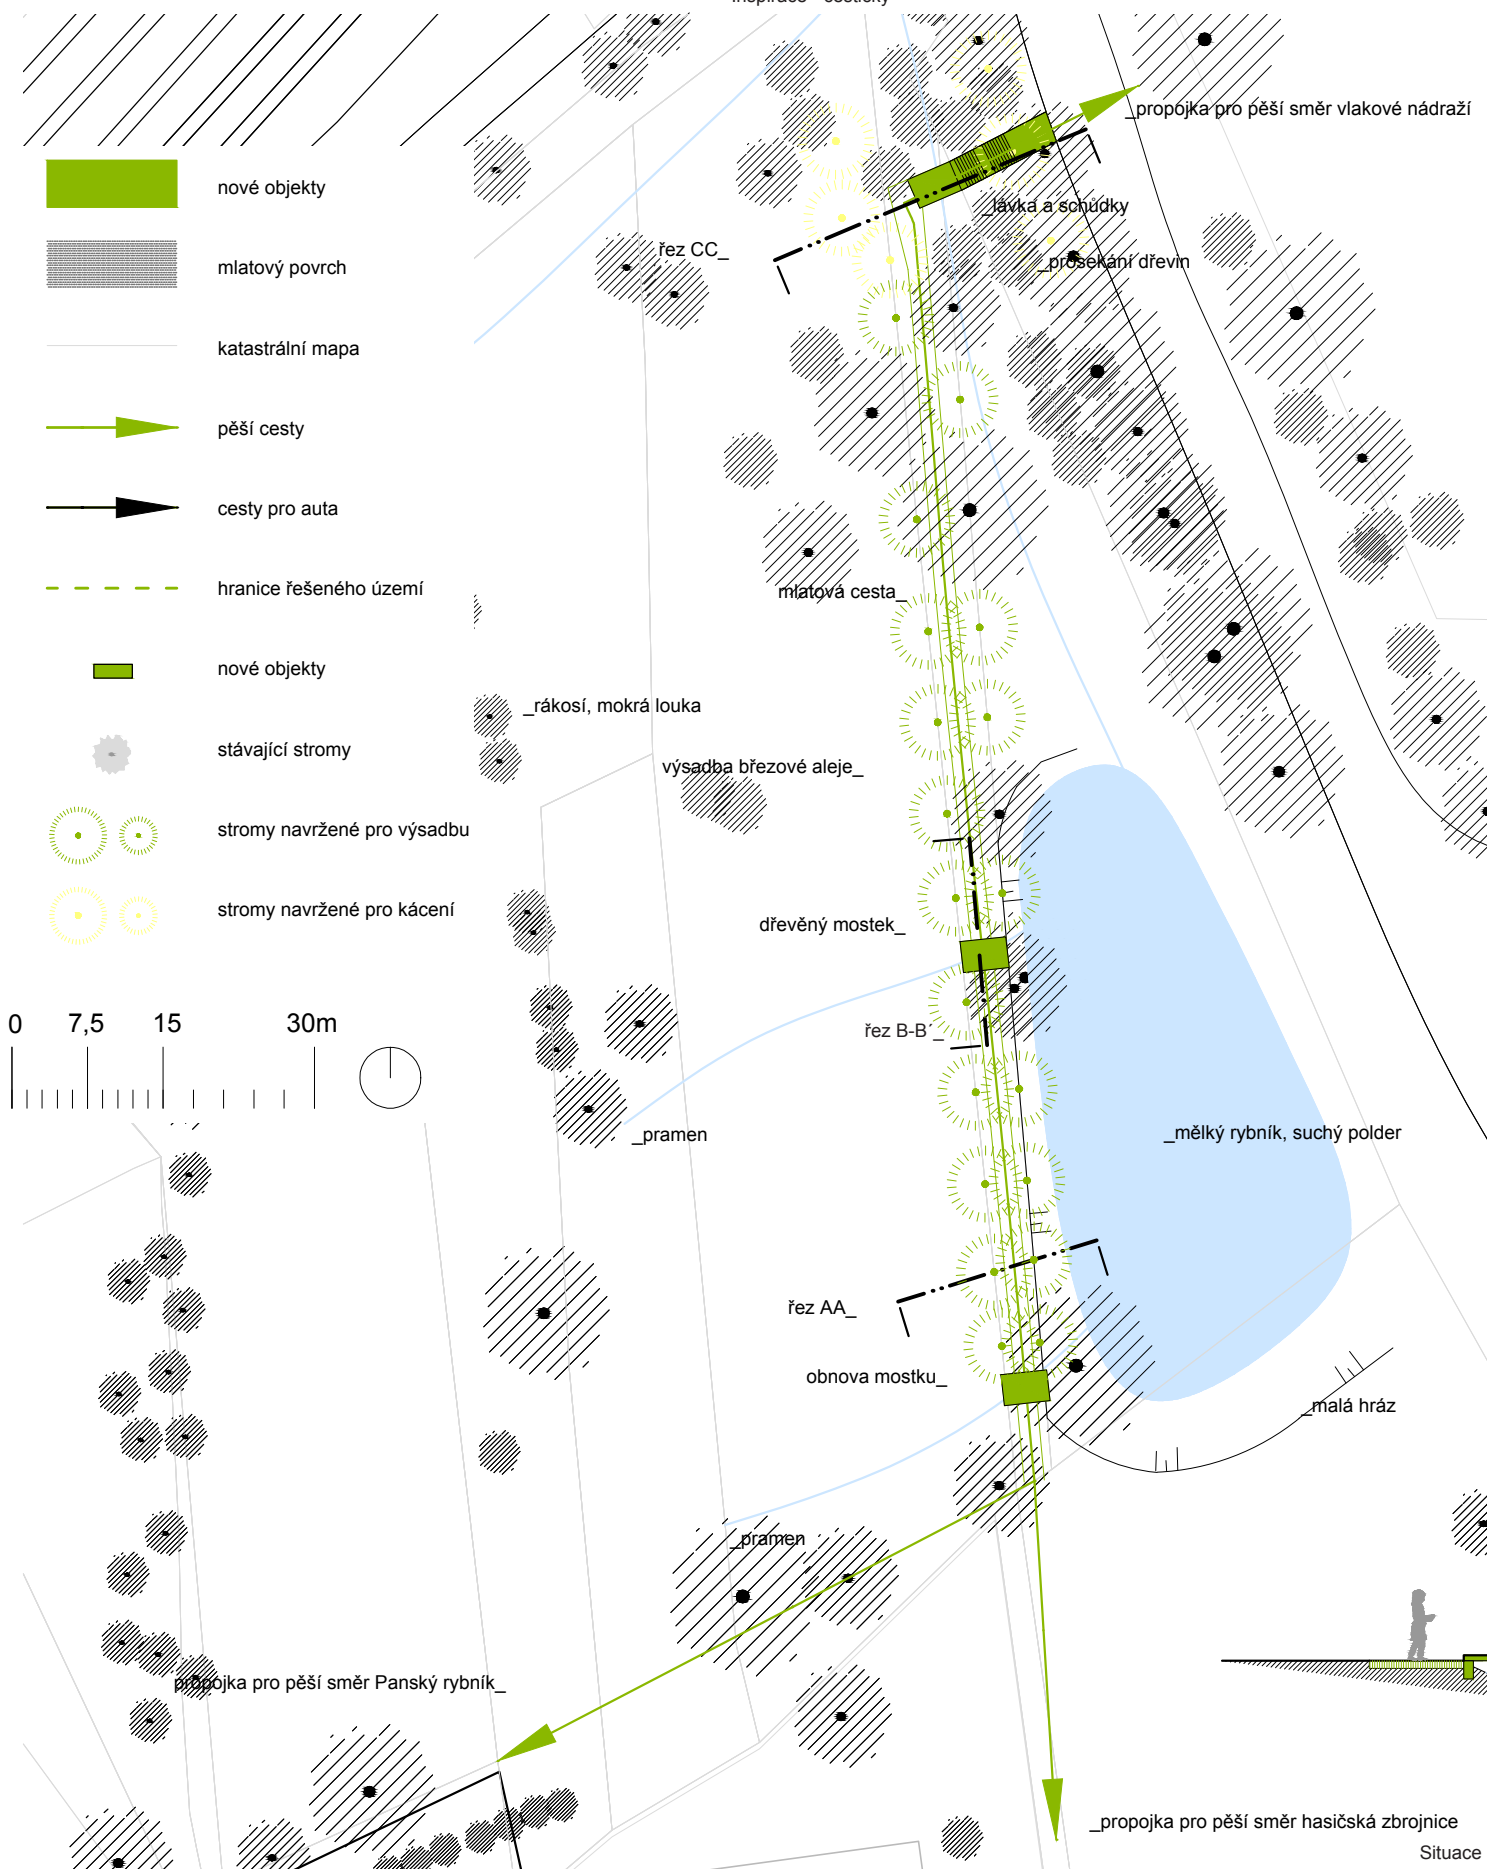 _propojka pro pěší směr vlakové nádraží
nové objekty
_lávka a schůdky
řez CC_
_prosekání dřevin
mlatový povrch
katastrální mapa
pěší cesty
cesty pro auta
hranice řešeného území
mlatová cesta_
nové objekty
_rákosí, mokrá louka
stávající stromy
výsadba březové aleje_
stromy navržené pro výsadbu
stromy navržené pro kácení
dřevěný mostek_
0 7,5 15 30m
řez B-B´_
_pramen
_mělký rybník, suchý polder
řez AA_
obnova mostku_
_malá hráz
_pramen
propojka pro pěší směr Panský rybník_
_propojka pro pěší směr hasičská zbrojnice
Situace